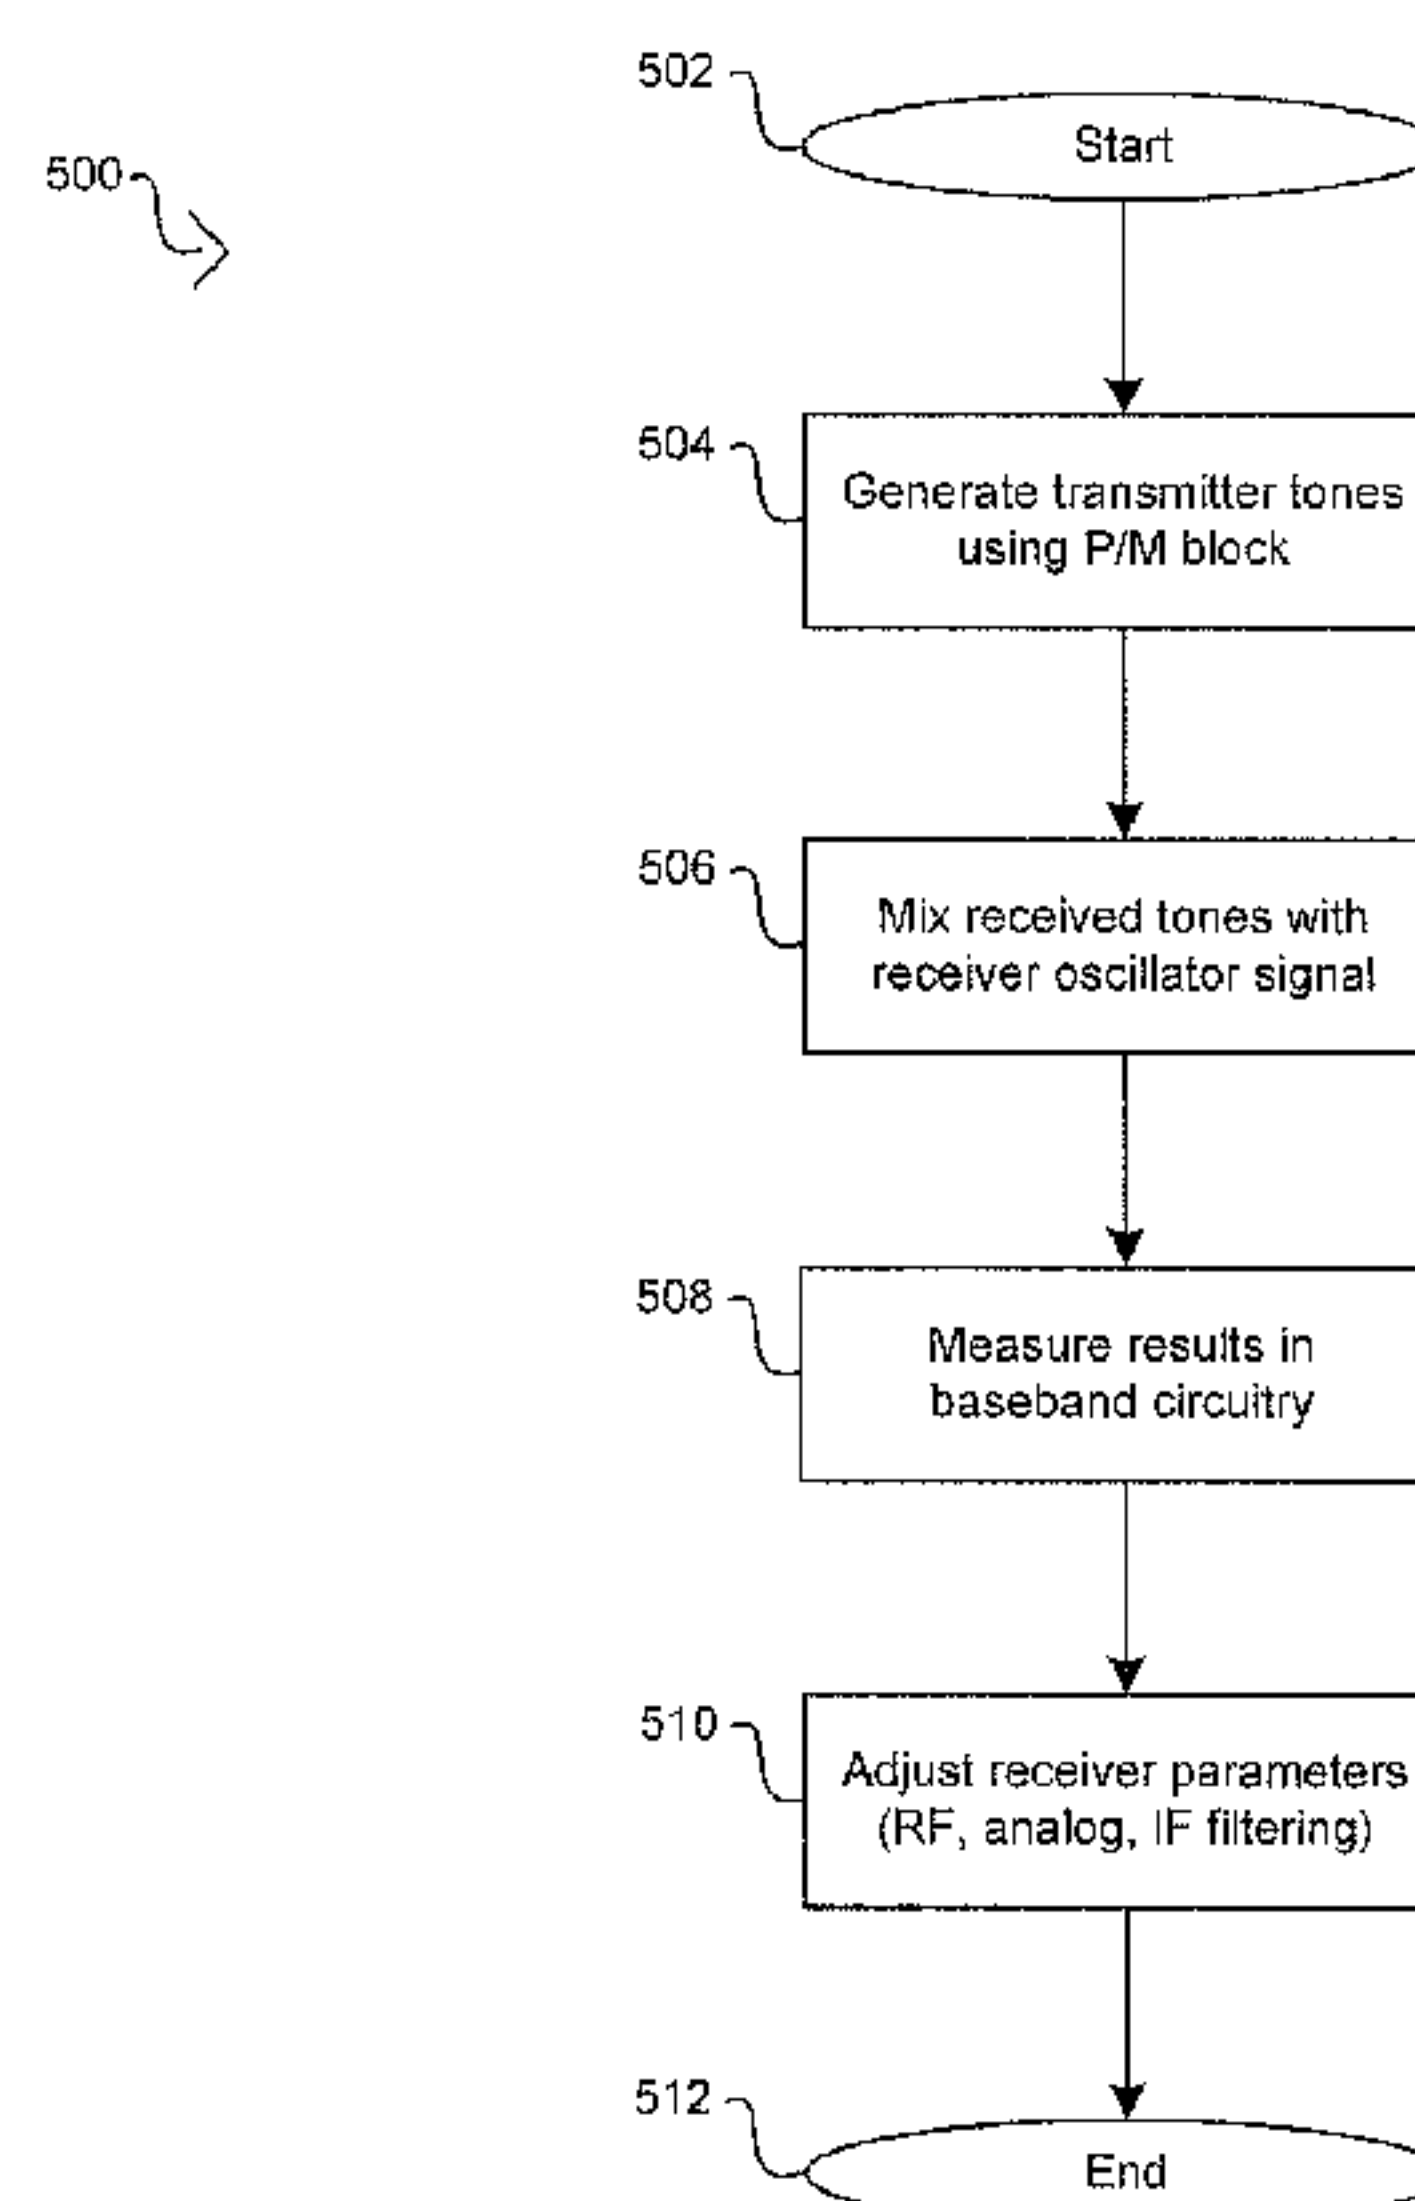 502
Start
500
504
Generate transmitter tones
using P/M block
506
Mix received tones with
receiver oscillator signal
508
Measure results in
baseband circuitry
510
Adjust receiver parameters
(RF, analog, IF filtering)
512
End